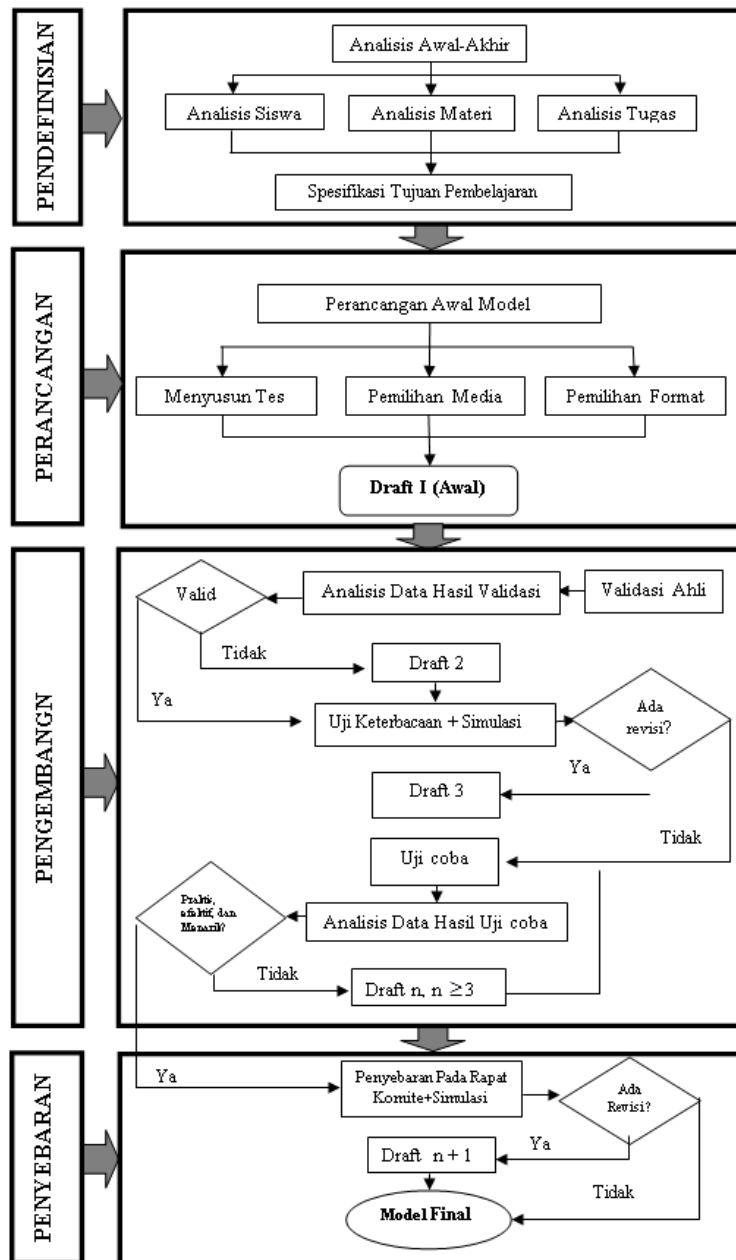 PENDEFINISIAN
Analisis Awal-Akhir
Analisis Siswa
Analisis Materi
Analisis Tugas
Spesifikasi Tujuan Pembelajaran
PERANCANGAN
Perancangan Awal Model
Menyusun Tes
Pemilihan Media
Pemilihan Format
Draft I (Awal)
PENGEMBANGN
Valid
Analisis Data Hasil Validasi
Validasi Ahli
Tidak
Draft 2
Ya
Uji Keterbacaan + Simulasi
Ada
revisi?
Ya
Draft 3
Tidak
Uji coba
Praktis,
efektif, dan
Menarik?
Analisis Data Hasil Uji coba
Tidak
Draft n, n ≥3
PENYEBARAN
Ya
Penyebaran Pada Rapat
Komite+Simulasi
Ada
Revisi?
Draft n + 1
Ya
Tidak
Model Final